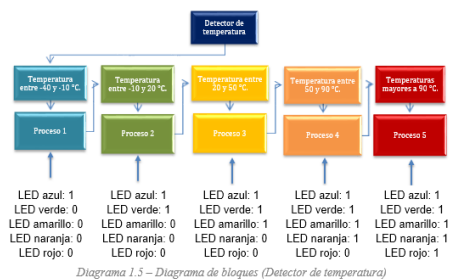 Detector de
temperatura
Temperatura
entre -40 y -10 °C.
Temperatura
entre -10 y 20 °C.
Temperatura entre
20 y 50 °C.
Temperatura entre
50 y 90 °C.
Temperaturas
mayores a 90 °C.
Proceso 1
Proceso 2
Proceso 3
Proceso 4
Proceso 5
LED azul: 1
LED verde: 0
LED amarillo: 0
LED naranja: 0
LED rojo: 0
LED azul: 1
LED verde: 1
LED amarillo: 0
LED naranja: 0
LED rojo: 0
LED azul: 1
LED verde: 1
LED amarillo: 1
LED naranja: 0
LED rojo: 0
LED azul: 1
LED verde: 1
LED amarillo: 1
LED naranja: 1
LED rojo: 0
LED azul: 1
LED verde: 1
LED amarillo: 1
LED naranja: 1
LED rojo: 1
Diagrama 1.5 – Diagrama de bloques (Detector de temperatura)